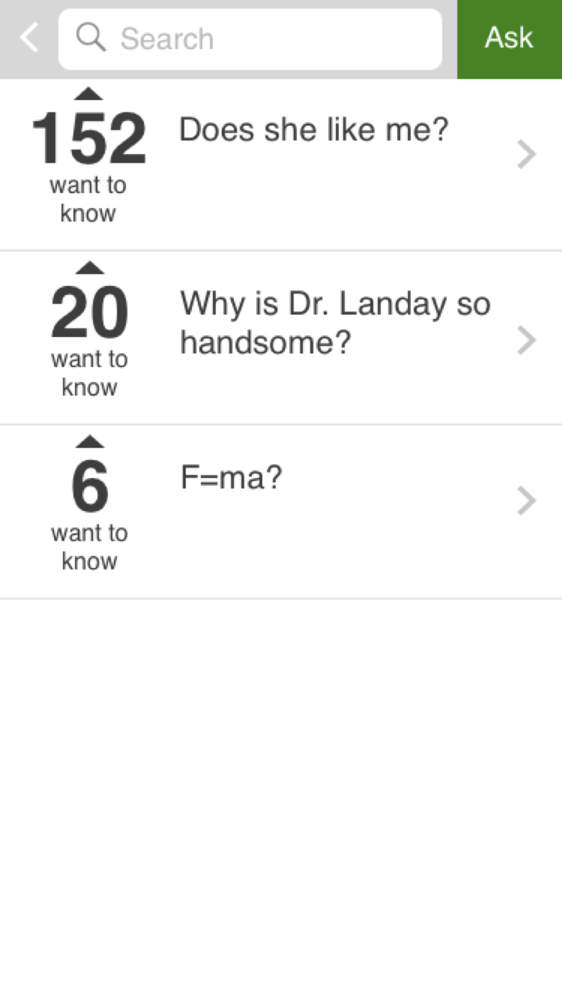 Search
Ask
152
want to
know
Does she like me?
20
want to
know
Why is Dr. Landay so
handsome?
6
want to
know
F=ma?